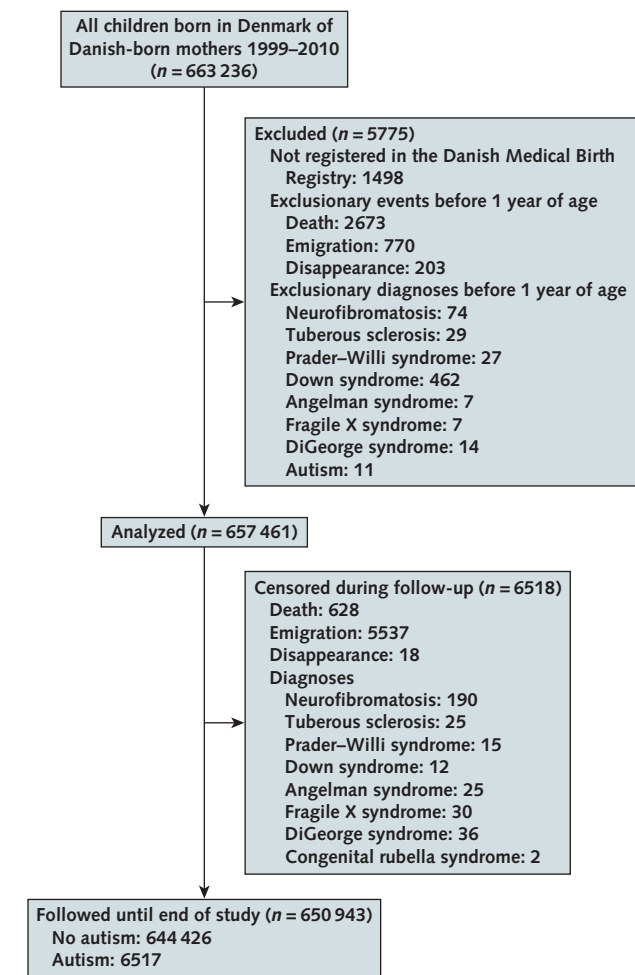 All children born in Denmark of
Danish-born mothers 1999–2010
(n = 663 236)
Excluded (n = 5775)
Not registered in the Danish Medical Birth
Registry: 1498
Exclusionary events before 1 year of age
Death: 2673
Emigration: 770
Disappearance: 203
Exclusionary diagnoses before 1 year of age
Neurofibromatosis: 74
Tuberous sclerosis: 29
Prader–Willi syndrome: 27
Down syndrome: 462
Angelman syndrome: 7
Fragile X syndrome: 7
DiGeorge syndrome: 14
Autism: 11
Analyzed (n = 657 461)
Censored during follow-up (n = 6518)
Death: 628
Emigration: 5537
Disappearance: 18
Diagnoses
Neurofibromatosis: 190
Tuberous sclerosis: 25
Prader–Willi syndrome: 15
Down syndrome: 12
Angelman syndrome: 25
Fragile X syndrome: 30
DiGeorge syndrome: 36
Congenital rubella syndrome: 2
Followed until end of study (n = 650 943)
No autism: 644 426
Autism: 6517